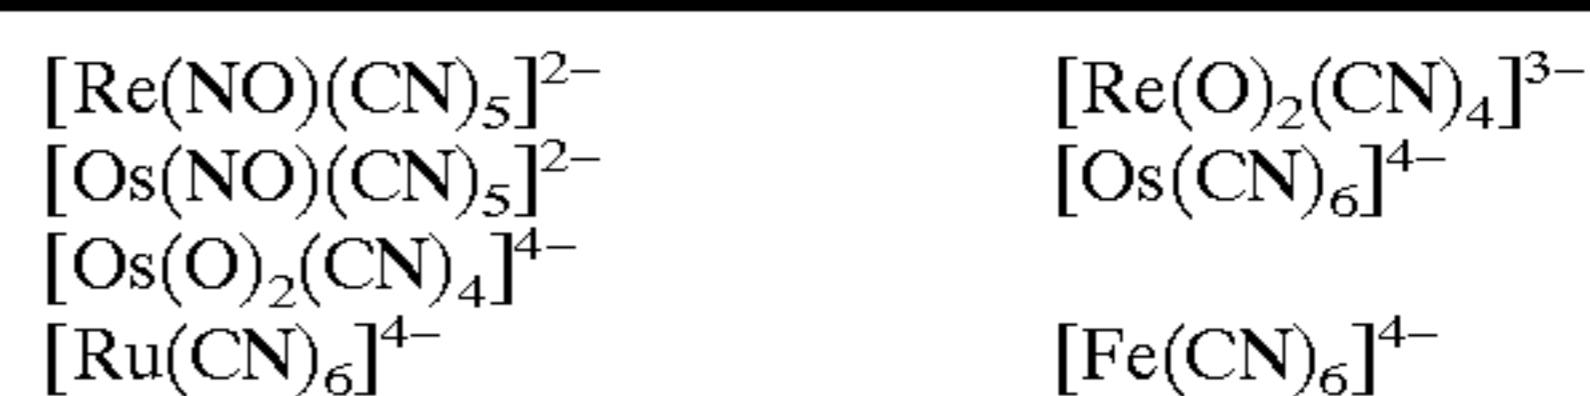 [Re(NO)(CN)₅]²⁻ [Re(O)₂(CN)₄]³⁻
[Os(NO)(CN)₅]²⁻ [Os(CN)₆]⁴⁻
[Os(O)₂(CN)₄]⁴⁻
[Ru(CN)₆]⁴⁻ [Fe(CN)₆]⁴⁻